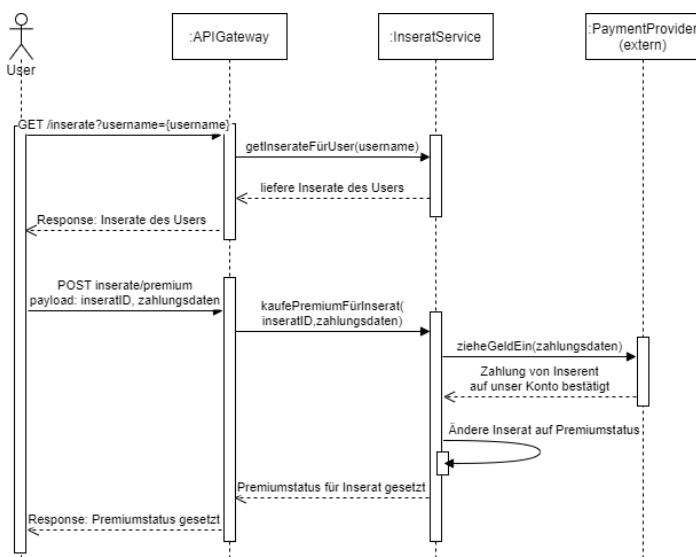 User
:APIGateway
:InseratService
:PaymentProvider
(extern)
GET /inserate?username={username}
getInserateFürUser(username)
liefere Inserate des Users
Response: Inserate des Users
POST inserate/premium
payload: inseratID, zahlungsdaten
kaufePremiumFürInserat(
inseratID,zahlungsdaten)
zieheGeldEin(zahlungsdaten)
Zahlung von Inserent
auf unser Konto bestätigt
Ändere Inserat auf Premiumstatus
Premiumstatus für Inserat gesetzt
Response: Premiumstatus gesetzt